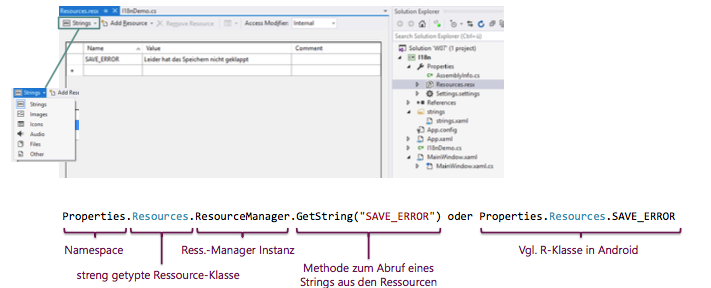 Resources.resx
I18nDemo.cs
Strings
Add Resource
Remove Resource
Access Modifier:
Internal
Name
Value
Comment
SAVE_ERROR
Leider hat das Speichern nicht geklappt
Strings
Add Resou
Strings
Images
Icons
Audio
Files
Other
Solution Explorer
Search Solution Explorer (Ctrl+ü)
Solution 'W07' (1 project)
I18n
Properties
AssemblyInfo.cs
Resources.resx
Settings.settings
References
strings
strings.xaml
App.config
App.xaml
I18nDemo.cs
MainWindow.xaml
MainWindow.xaml.cs
Properties.Resources.ResourceManager.GetString("SAVE_ERROR") oder Properties.Resources.SAVE_ERROR
Namespace
Ress.-Manager Instanz
Vgl. R-Klasse in Android
streng getypte Ressource-Klasse
Methode zum Abruf eines
Strings aus den Ressourcen